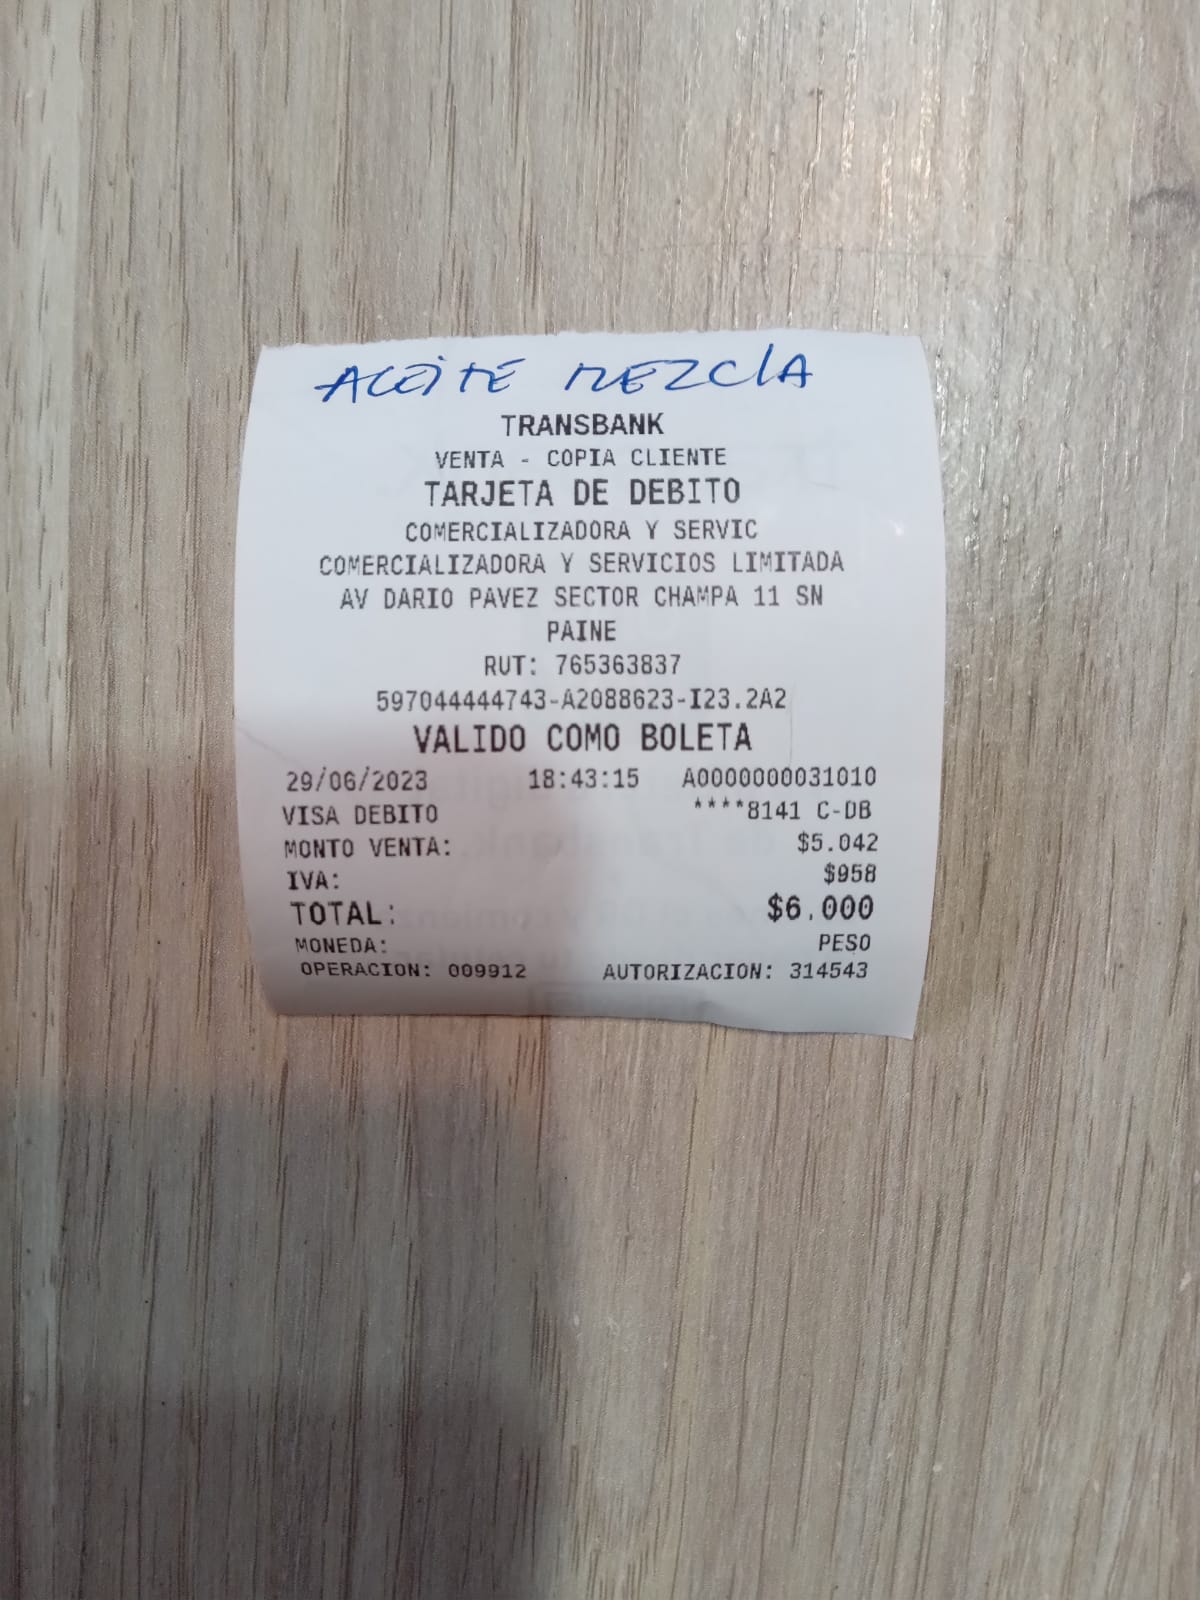 ACEITE MEZCLA
TRANSBANK
VENTA - COPIA CLIENTE
TARJETA DE DEBITO
COMERCIALIZADORA Y SERVIC
COMERCIALIZADORA Y SERVICIOS LIMITADA
AV DARIO PAVEZ SECTOR CHAMPA 11 SN
PAINE
RUT: 765363837
597044444743-A2088623-I23.2A2
VALIDO COMO BOLETA
29/06/2023 18:43:15 A0000000031010
VISA DEBITO ****8141 C-DB
MONTO VENTA: $5.042
IVA: $958
TOTAL: $6.000
MONEDA: PESO
OPERACION: 009912 AUTORIZACION: 314543